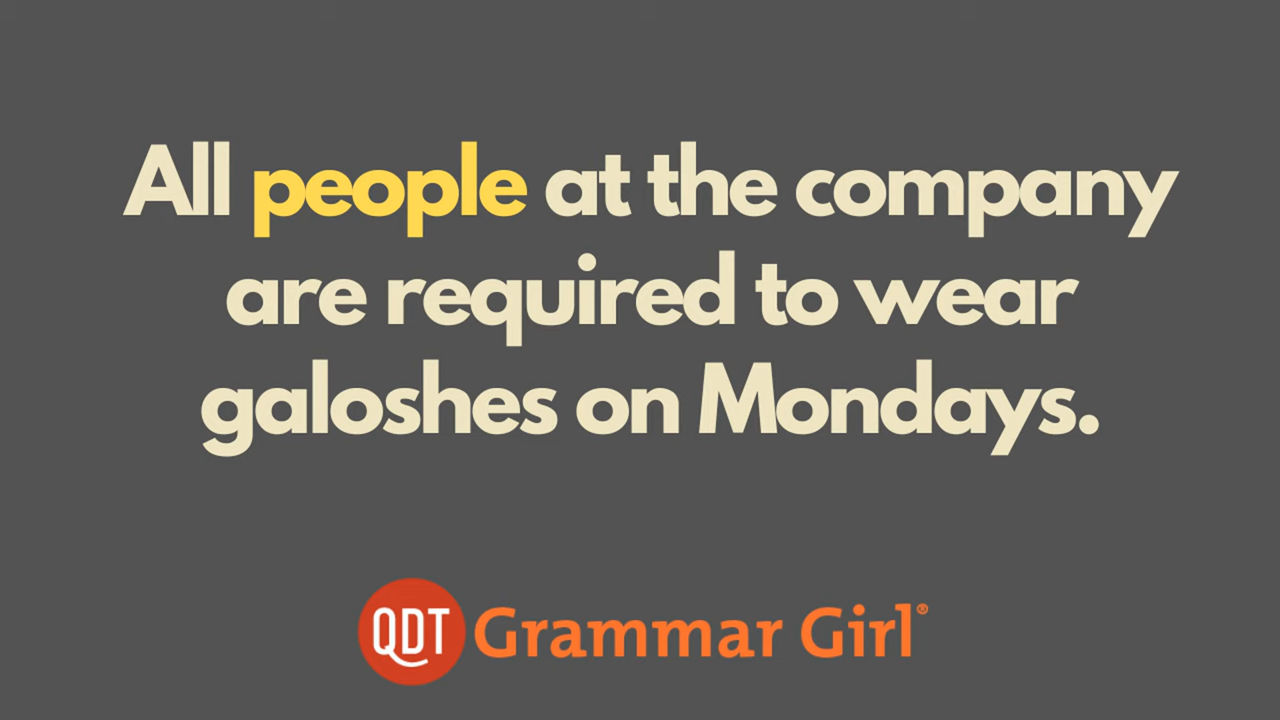 All people at the company
are required to wear
galoshes on Mondays.
QDT Grammar Girl®